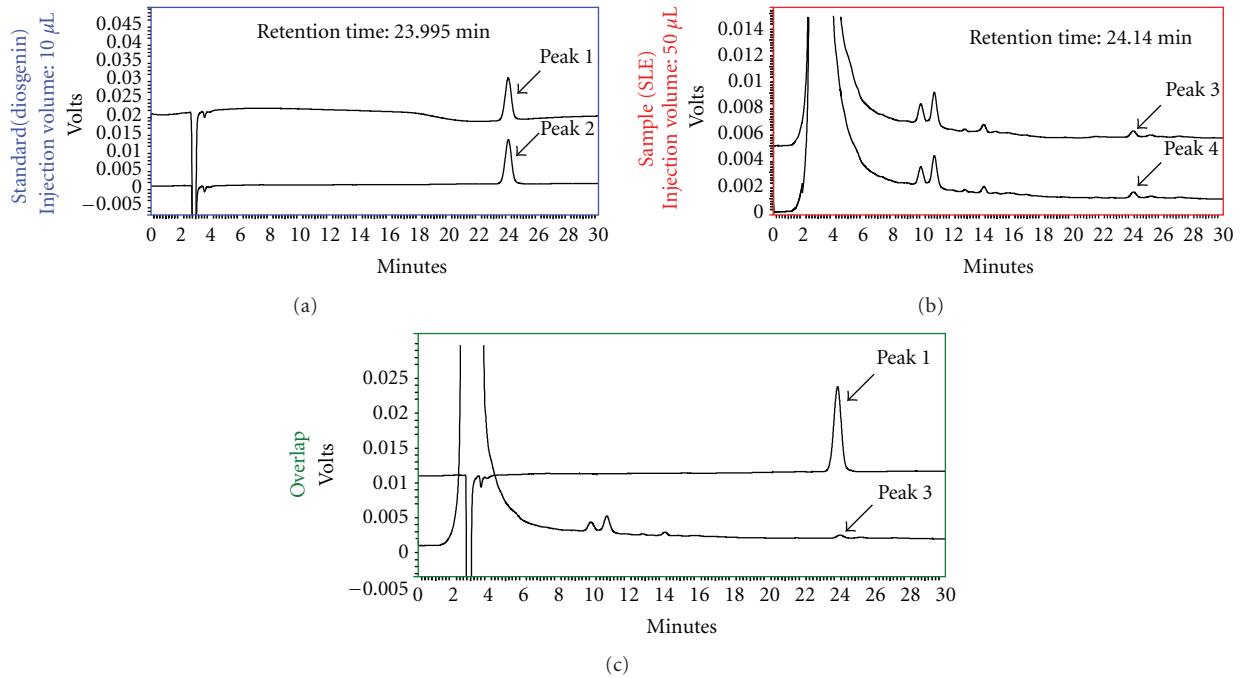 Standard(diosgenin)
Injection volume: 10 μL
Volts
0.045
0.04
0.035
0.03
0.025
0.02
0.015
0.01
0.005
0
−0.005
Retention time: 23.995 min
Peak 1
Peak 2
0 2 4 6 8 10 12 14 16 18 20 22 24 26 28 30
Minutes
(a)
Sample (SLE)
Injection volume: 50 μL
Volts
0.014
0.012
0.01
0.008
0.006
0.004
0.002
0
Retention time: 24.14 min
Peak 3
Peak 4
0 2 4 6 8 10 12 14 16 18 20 22 24 26 28 30
Minutes
(b)
Overlap
Volts
0.025
0.02
0.015
0.01
0.005
0
−0.005
Peak 1
Peak 3
0 2 4 6 8 10 12 14 16 18 20 22 24 26 28 30
Minutes
(c)